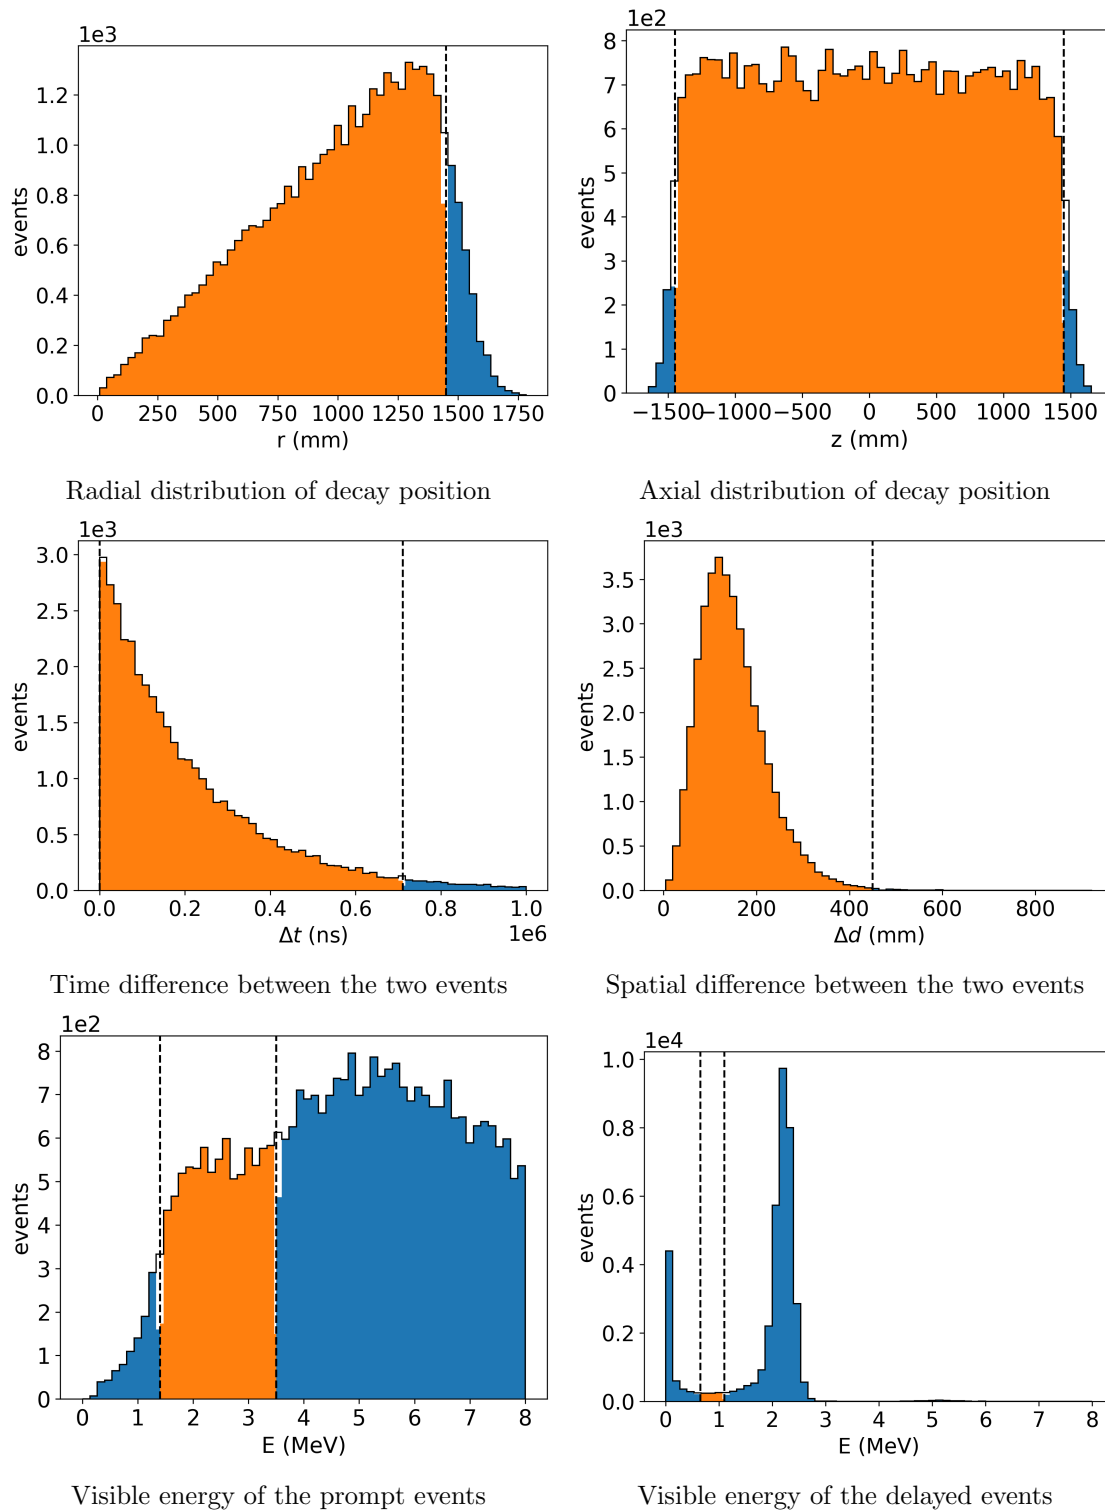 1e3
1.2
1.0
0.8
0.6
0.4
0.2
0.0
events
0 250 500 750 1000 1250 1500 1750
r (mm)
Radial distribution of decay position
1e2
8
7
6
5
4
3
2
1
0
events
−1500 −1000 −500 0 500 1000 1500
z (mm)
Axial distribution of decay position
1e3
3.0
2.5
2.0
1.5
1.0
0.5
0.0
events
0.0 0.2 0.4 0.6 0.8 1.0
Δt (ns)
1e6
Time difference between the two events
1e3
3.5
3.0
2.5
2.0
1.5
1.0
0.5
0.0
events
0 200 400 600 800
Δd (mm)
Spatial difference between the two events
1e2
8
7
6
5
4
3
2
1
0
events
0 1 2 3 4 5 6 7 8
E (MeV)
Visible energy of the prompt events
1e4
1.0
0.8
0.6
0.4
0.2
0.0
events
0 1 2 3 4 5 6 7 8
E (MeV)
Visible energy of the delayed events